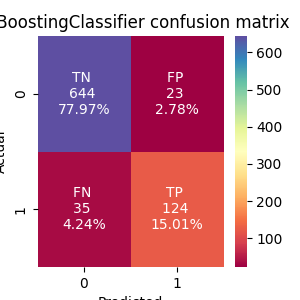 BoostingClassifier confusion matrix
TN
644
77.97%
FP
23
2.78%
FN
35
4.24%
TP
124
15.01%
0
1
Actual
0
1
Predicted
600
500
400
300
200
100